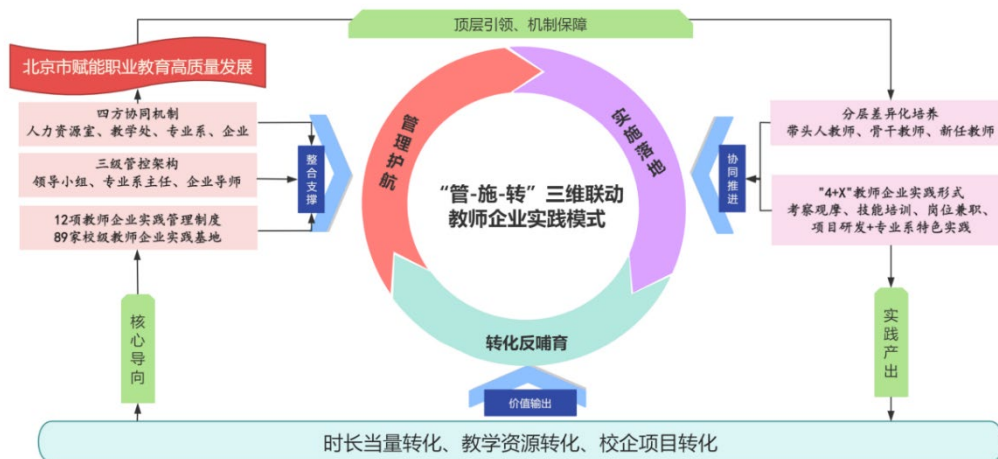 顶层引领、机制保障
北京市赋能职业教育高质量发展
四方协同机制
人力资源室、教学处、专业系、企业
三级管控架构
领导小组、专业系主任、企业导师
12项教师企业实践管理制度
89家校级教师企业实践基地
整合支撑
管理护航
实施落地
“管-施-转”三维联动
教师企业实践模式
转化反哺育
协同推进
分层差异化培养
带头人教师、骨干教师、新任教师
"4+X"教师企业实践形式
考察观摩、技能培训、岗位兼职、
项目研发+专业系特色实践
核心导向
实践产出
价值输出
时长当量转化、教学资源转化、校企项目转化